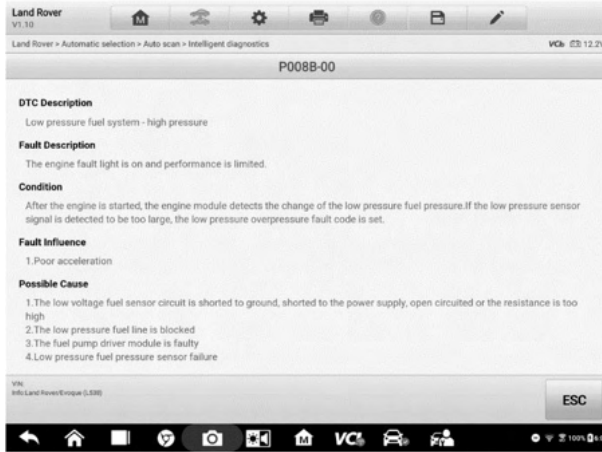 Land Rover
V1.10
Land Rover > Automatic selection > Auto scan > Intelligent diagnostics
VCI 12.2V
P008B-00
DTC Description
Low pressure fuel system - high pressure
Fault Description
The engine fault light is on and performance is limited.
Condition
After the engine is started, the engine module detects the change of the low pressure fuel pressure.If the low pressure sensor
signal is detected to be too large, the low pressure overpressure fault code is set.
Fault Influence
1.Poor acceleration
Possible Cause
1.The low voltage fuel sensor circuit is shorted to ground, shorted to the power supply, open circuited or the resistance is too
high
2.The low pressure fuel line is blocked
3.The fuel pump driver module is faulty
4.Low pressure fuel pressure sensor failure
VIN:
Info:Land Rover/Evoque (L538)
ESC
M
VCI
100%